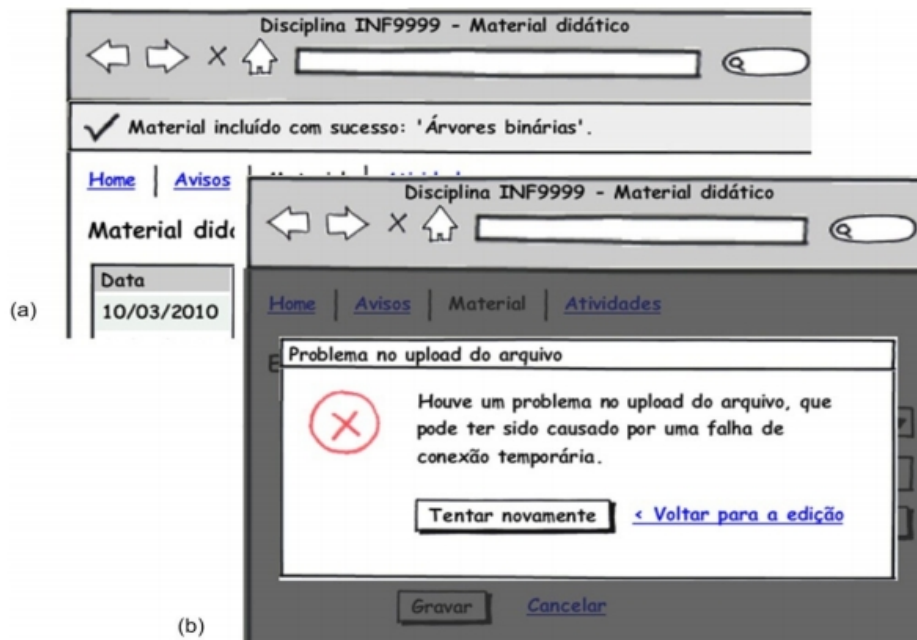 Disciplina INF9999 - Material didático
Material incluído com sucesso: 'Árvores binárias'.
Home | Avisos
Material
Data
10/03/2010
(a)
Disciplina INF9999 - Material didático
Home | Avisos | Material | Atividades
Problema no upload do arquivo
Houve um problema no upload do arquivo, que
pode ter sido causado por uma falha de
conexão temporária.
Tentar novamente < Voltar para a edição
Gravar Cancelar
(b)